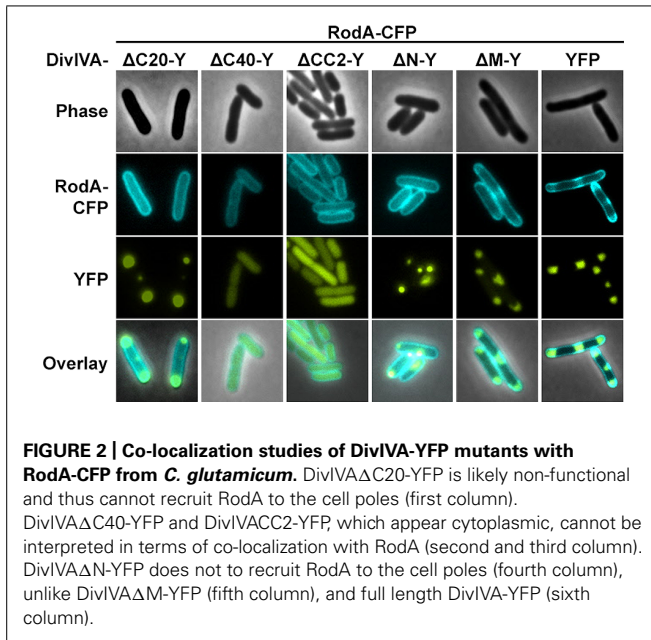 RodA-CFP
DivIVA- ΔC20-Y ΔC40-Y ΔCC2-Y ΔN-Y ΔM-Y YFP
Phase
RodA-
CFP
YFP
Overlay
FIGURE 2 | Co-localization studies of DivIVA-YFP mutants with
RodA-CFP from C. glutamicum. DivIVAΔC20-YFP is likely non-functional
and thus cannot recruit RodA to the cell poles (first column).
DivIVAΔC40-YFP and DivIVACC2-YFP, which appear cytoplasmic, cannot be
interpreted in terms of co-localization with RodA (second and third column).
DivIVAΔN-YFP does not to recruit RodA to the cell poles (fourth column),
unlike DivIVAΔM-YFP (fifth column), and full length DivIVA-YFP (sixth
column).